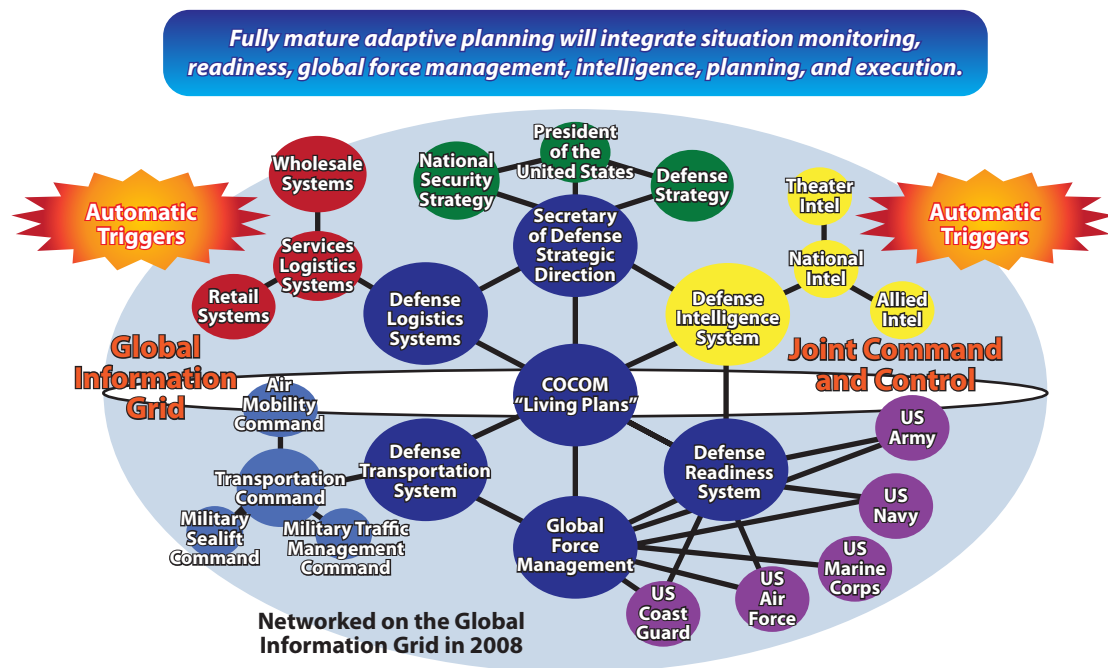 Fully mature adaptive planning will integrate situation monitoring,
readiness, global force management, intelligence, planning, and execution.
Automatic
Triggers
Wholesale
Systems
Services
Logistics
Systems
Retail
Systems
National
Security
Strategy
President
of the
United States
Defense
Strategy
Secretary
of Defense
Strategic
Direction
Theater
Intel
National
Intel
Allied
Intel
Automatic
Triggers
Defense
Logistics
Systems
Defense
Intelligence
System
Global
Information
Grid
Joint Command
and Control
COCOM
“Living Plans”
Air
Mobility
Command
Transportation
Command
Military
Sealift
Command
Military Traffic
Management
Command
Defense
Transportation
System
Defense
Readiness
System
Global
Force
Management
US
Army
US
Navy
US
Marine
Corps
US
Air
Force
US
Coast
Guard
Networked on the Global
Information Grid in 2008